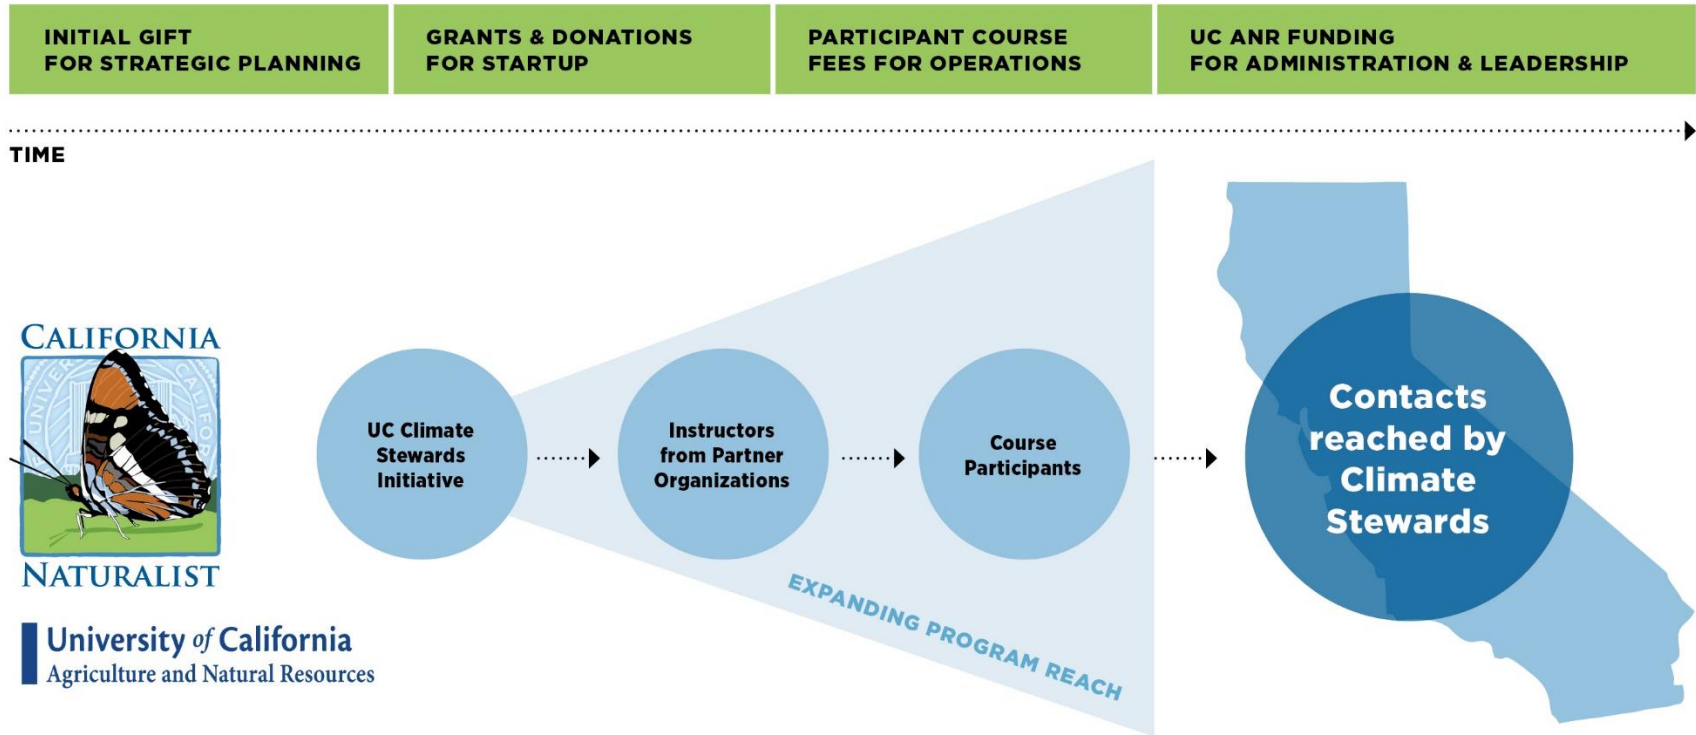 INITIAL GIFT
FOR STRATEGIC PLANNING
GRANTS & DONATIONS
FOR STARTUP
PARTICIPANT COURSE
FEES FOR OPERATIONS
UC ANR FUNDING
FOR ADMINISTRATION & LEADERSHIP
TIME
CALIFORNIA
NATURALIST
University of California
Agriculture and Natural Resources
UC Climate
Stewards
Initiative
Instructors
from Partner
Organizations
Course
Participants
EXPANDING PROGRAM REACH
Contacts
reached by
Climate
Stewards